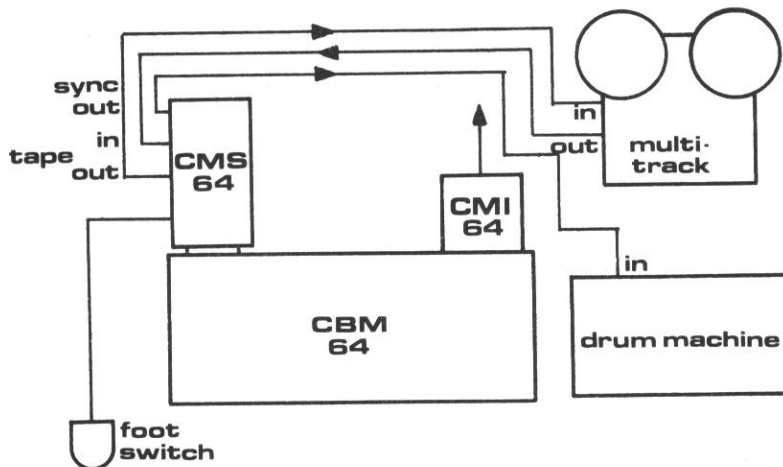 sync
out
in
tape
out
CMS
64
CMI
64
in
out
multi-
track
in
CBM
64
drum machine
foot
switch